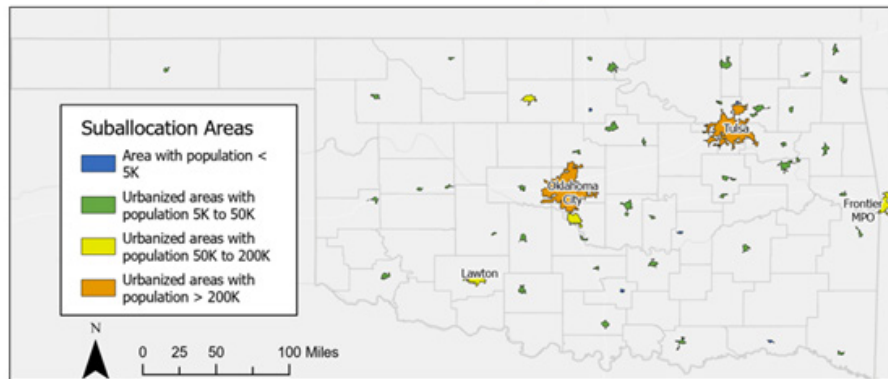 Suballocation Areas
Area with population <
5K
Urbanized areas with
population 5K to 50K
Urbanized areas with
population 50K to 200K
Urbanized areas with
population > 200K
Tulsa
Oklahoma
City
Frontier
MPO
Lawton
N
0 25 50 100 Miles